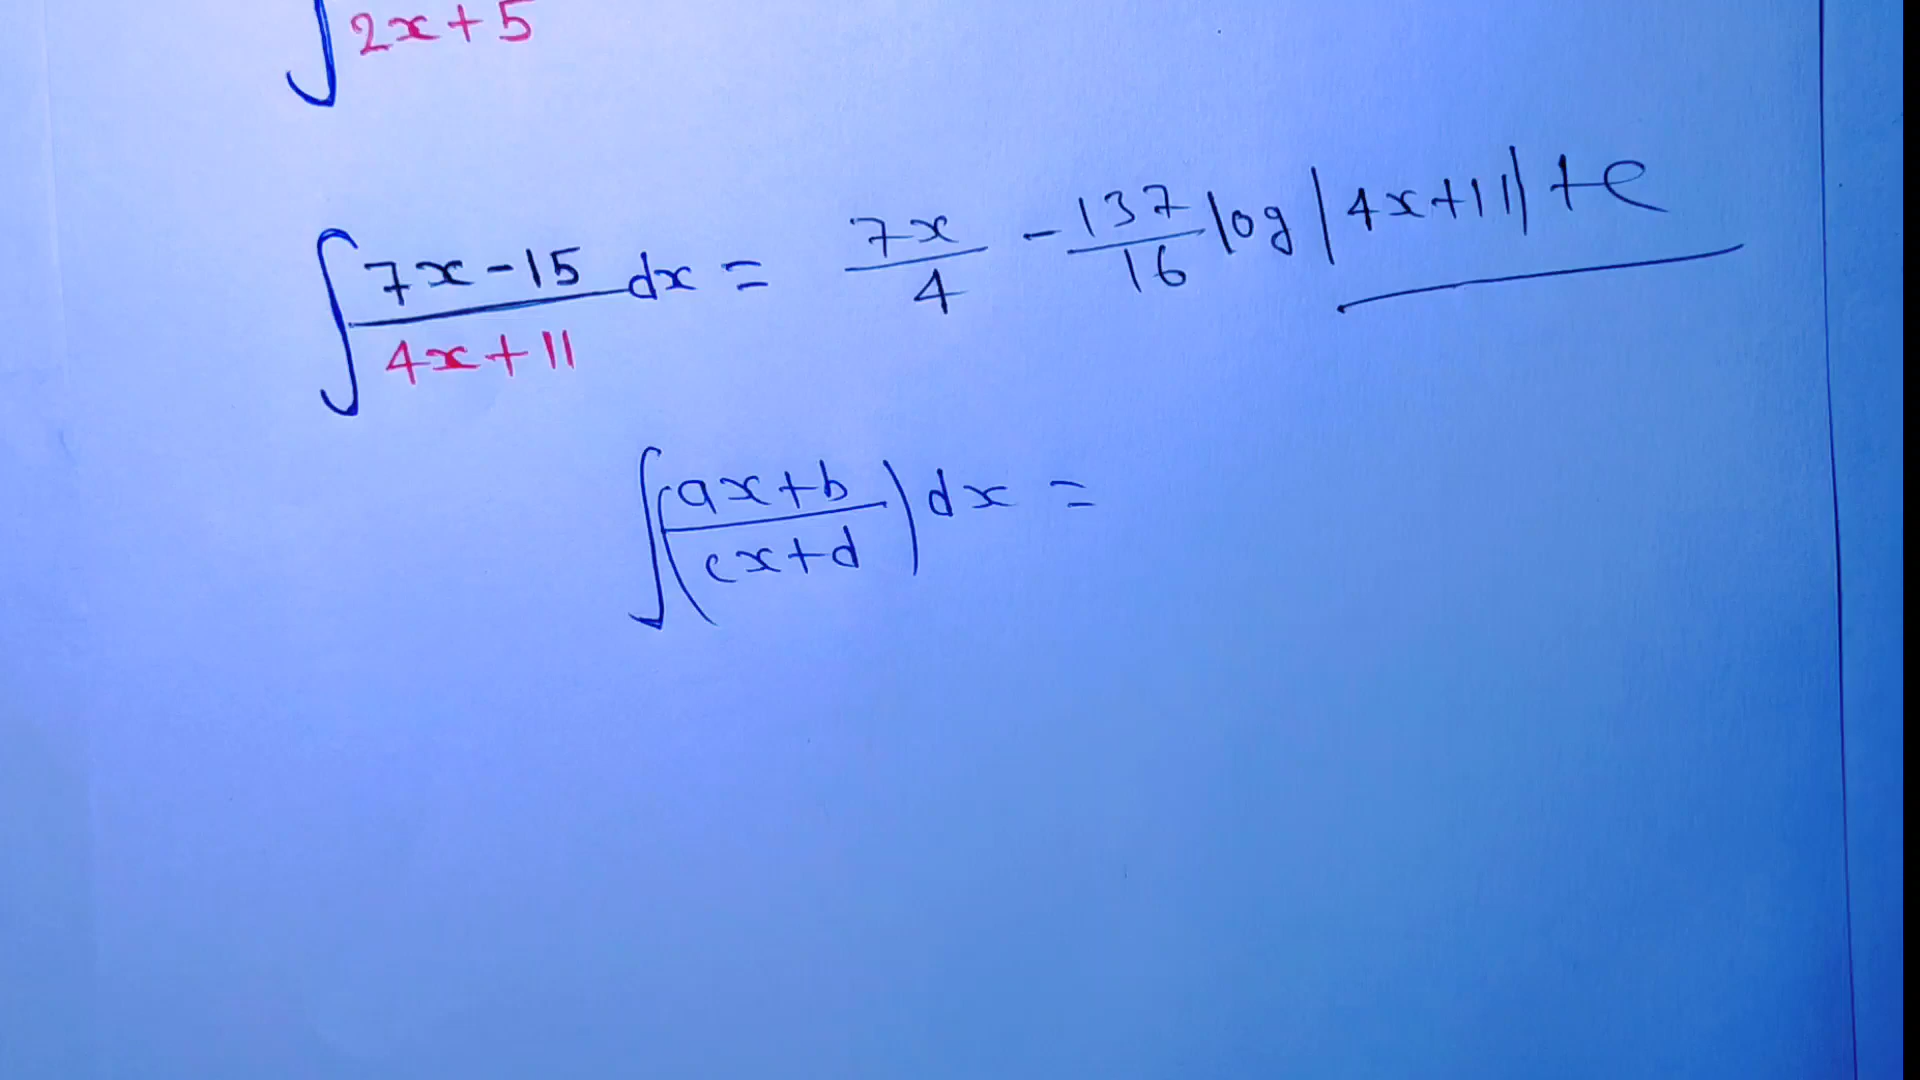 ∫ 2x+5
∫ (7x-15)/(4x+11) dx = 7x/4 - 137/16 log|4x+11| + c
∫ ((ax+b)/(cx+d)) dx =